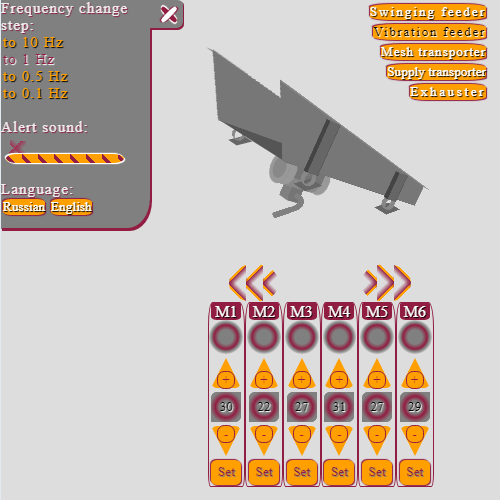 Frequency change
step:
to 10 Hz
to 1 Hz
to 0.5 Hz
to 0.1 Hz
Alert sound:
Language:
Russian English
Swinging feeder
Vibration feeder
Mesh transporter
Supply transporter
Exhauster
M1 M2 M3 M4 M5 M6
+ + + + + +
30 22 27 31 27 29
- - - - - -
Set Set Set Set Set Set